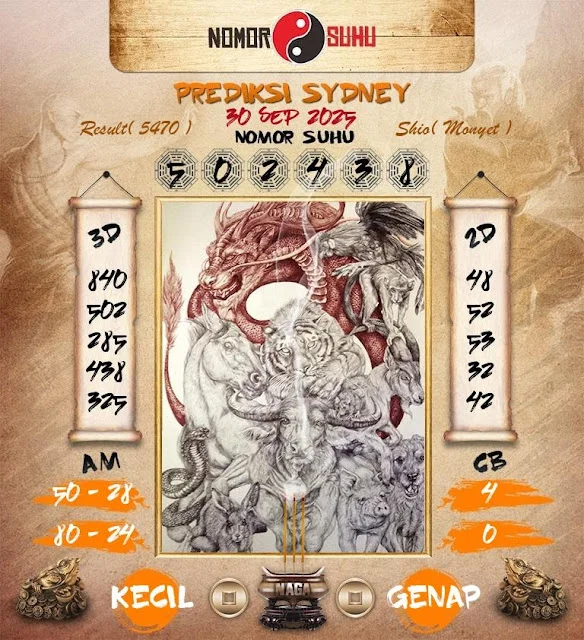 NOMOR SUHU
PREDIKSI SYDNEY
30 SEP 2025
Result( 5470 )
NOMOR SUHU
Shio( Monyet )
5 0 2 4 3 8
3D
840
502
285
438
325
2D
48
52
53
32
42
AM
50 - 28
80 - 24
CB
4
0
KECIL
NAGA
GENAP